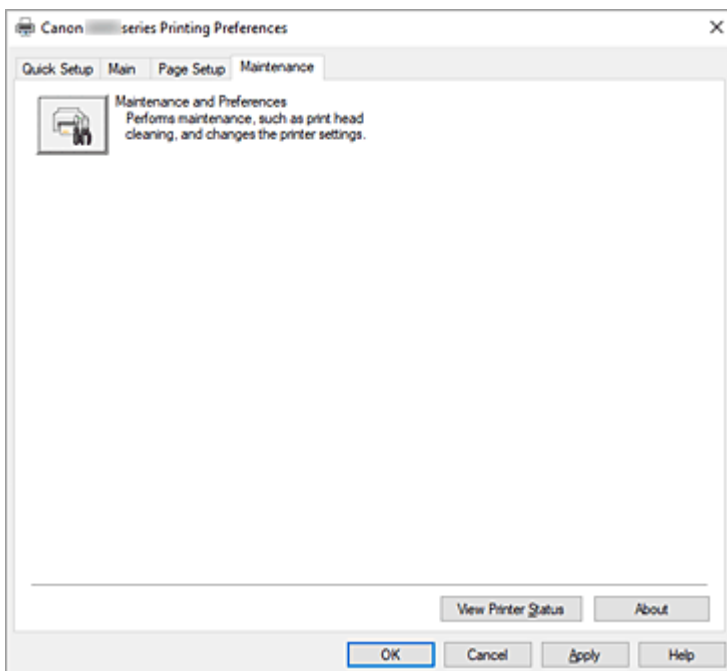 Canon series Printing Preferences
Quick Setup Main Page Setup Maintenance
Maintenance and Preferences
Performs maintenance, such as print head
cleaning, and changes the printer settings.
View Printer Status About
OK Cancel Apply Help